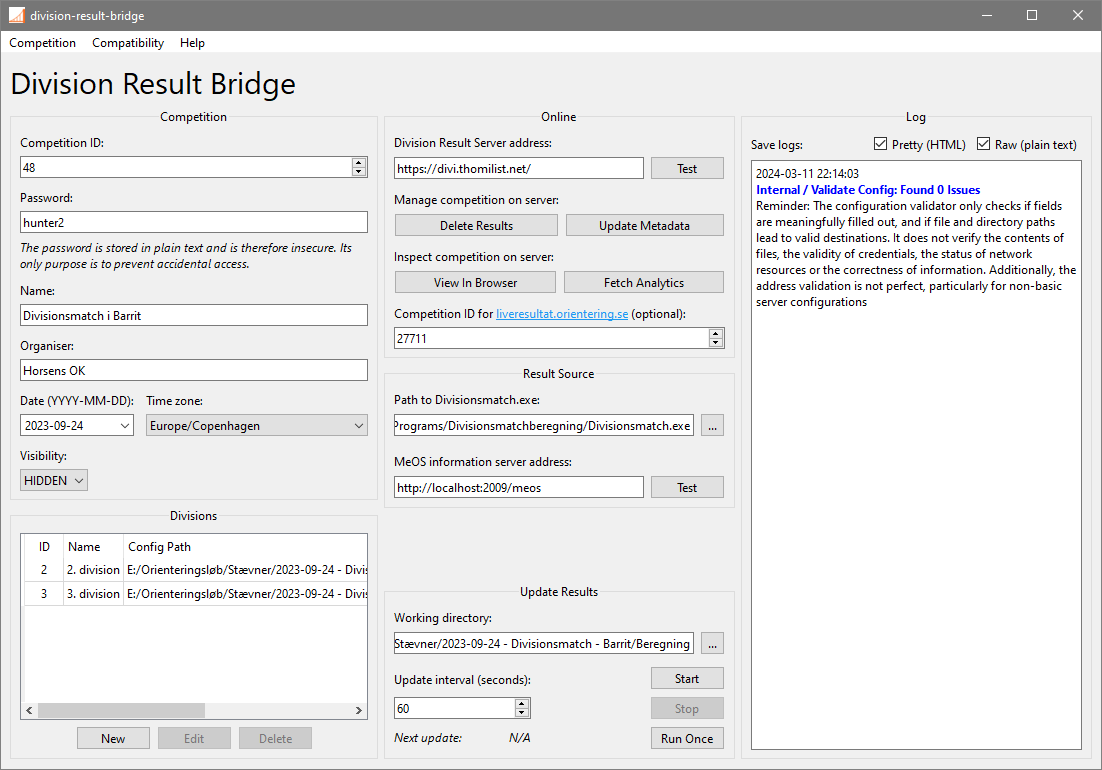 division-result-bridge
Competition Compatibility Help
Division Result Bridge
Competition
Competition ID:
48
Password:
hunter2
The password is stored in plain text and is therefore insecure. Its
only purpose is to prevent accidental access.
Name:
Divisionsmatch i Barrit
Organiser:
Horsens OK
Date (YYYY-MM-DD): Time zone:
2023-09-24 Europe/Copenhagen
Visibility:
HIDDEN
Divisions
ID Name Config Path
2 2. division E:/Orienteringsløb/Stævner/2023-09-24 - Divis
3 3. division E:/Orienteringsløb/Stævner/2023-09-24 - Divis
New Edit Delete
Online
Division Result Server address:
https://divi.thomilist.net/ Test
Manage competition on server:
Delete Results Update Metadata
Inspect competition on server:
View In Browser Fetch Analytics
Competition ID for liveresultat.orientering.se (optional):
27711
Result Source
Path to Divisionsmatch.exe:
Programs/Divisionsmatchberegning/Divisionsmatch.exe ...
MeOS information server address:
http://localhost:2009/meos Test
Update Results
Working directory:
Stævner/2023-09-24 - Divisionsmatch - Barrit/Beregning ...
Update interval (seconds): Start
60 Stop
Next update: N/A Run Once
Log
Save logs: Pretty (HTML) Raw (plain text)
2024-03-11 22:14:03
Internal / Validate Config: Found 0 Issues
Reminder: The configuration validator only checks if fields
are meaningfully filled out, and if file and directory paths
lead to valid destinations. It does not verify the contents of
files, the validity of credentials, the status of network
resources or the correctness of information. Additionally, the
address validation is not perfect, particularly for non-basic
server configurations